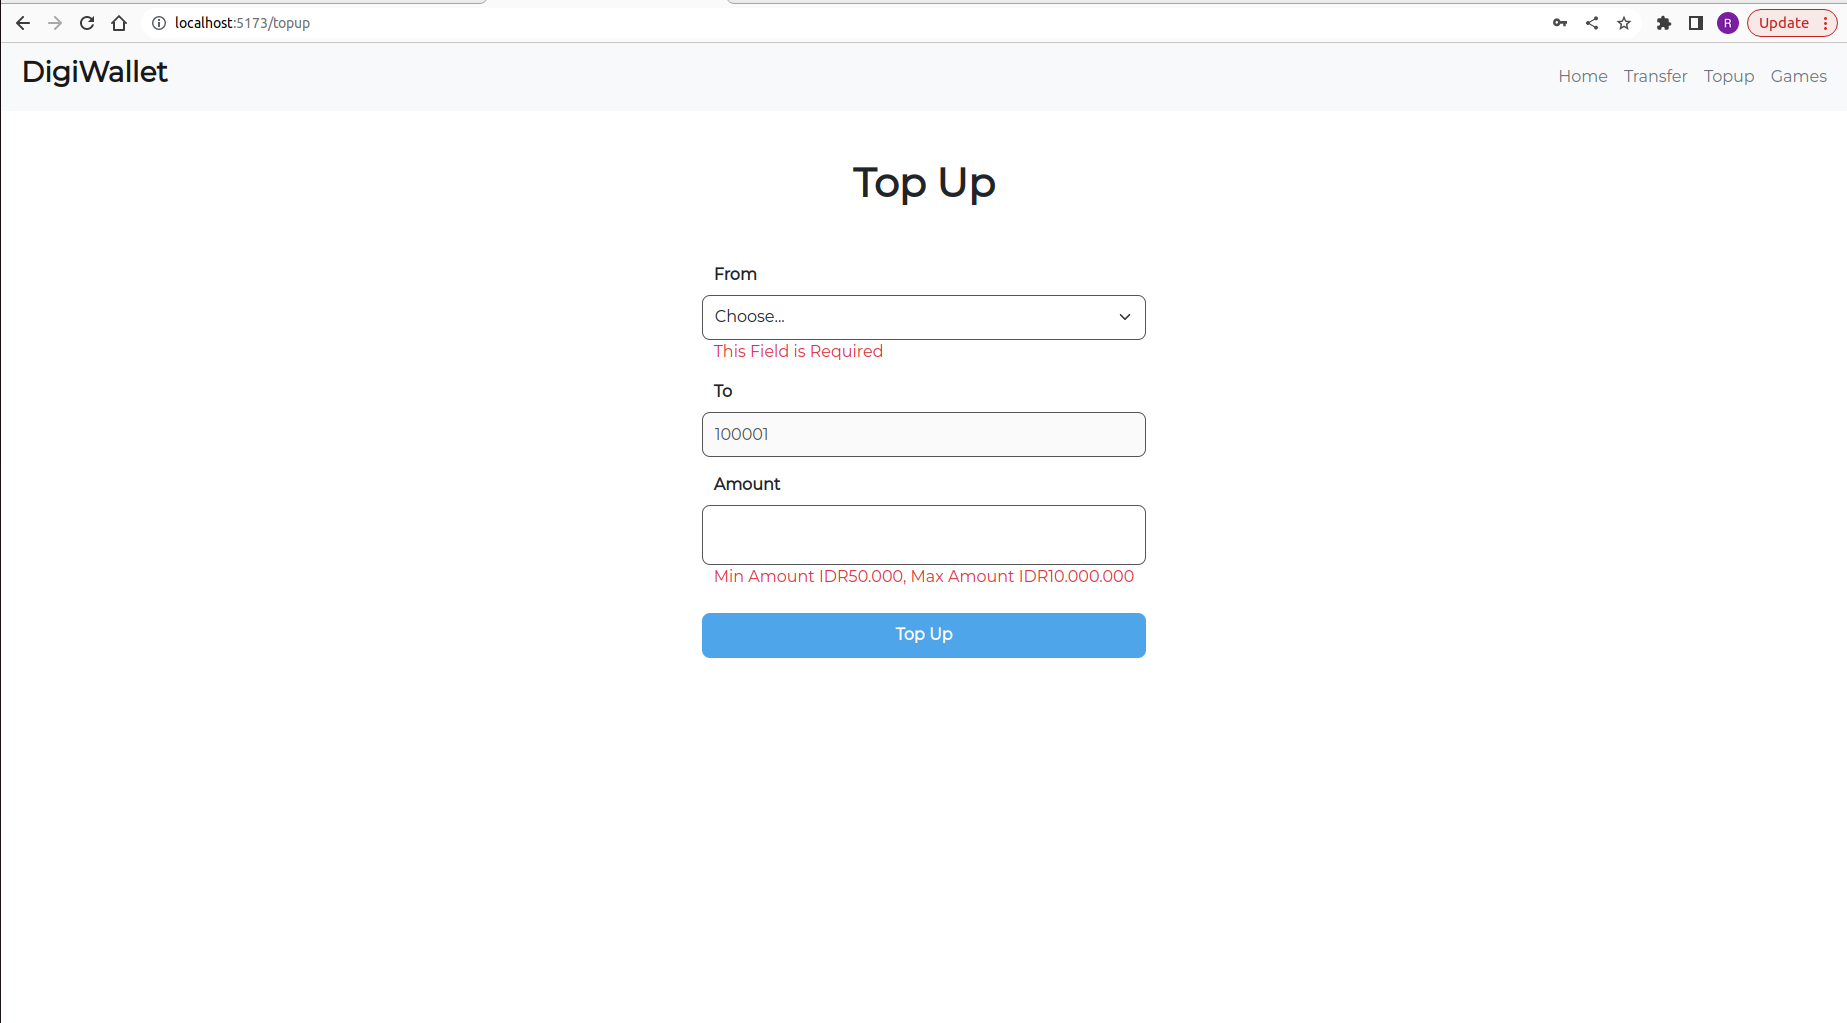 localhost:5173/topup
R
Update
DigiWallet
Home Transfer Topup Games
Top Up
From
Choose...
This Field is Required
To
100001
Amount
Min Amount IDR50.000, Max Amount IDR10.000.000
Top Up